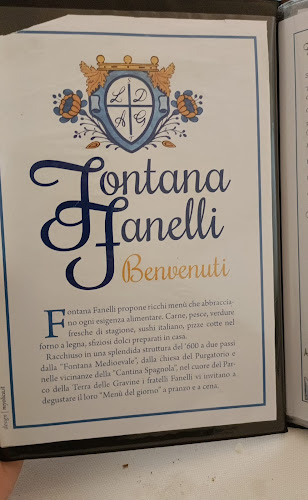 L D
A G
Fontana
Fanelli
Benvenuti
Fontana Fanelli propone ricchi menù che abbraccia-
no ogni esigenza alimentare. Carne, pesce, verdure
fresche di stagione, sushi italiano, pizze cotte nel
forno a legna, sfiziosi dolci preparati in casa.
Racchiuso in una splendida struttura del '600 a due passi
dalla "Fontana Medioevale", dalla chiesa del Purgatorio e
nelle vicinanze della "Cantina Spagnola", nel cuore del Par-
co della Terra delle Gravine i fratelli Fanelli vi invitano a
degustare il loro "Menù del giorno" a pranzo e a cena.
design |